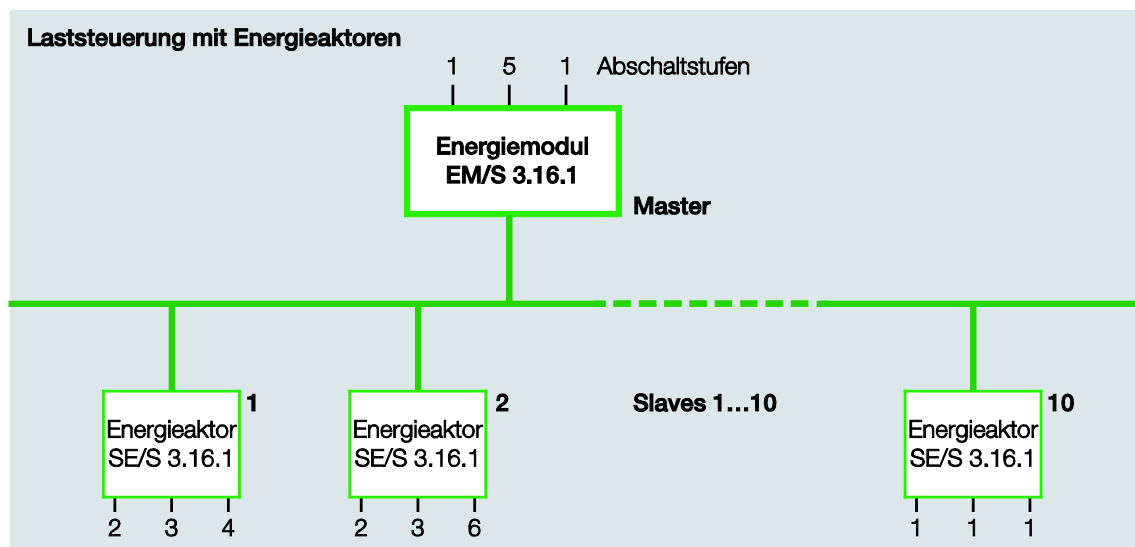 Laststeuerung mit Energieaktoren
1 5 1 Abschaltstufen
Energiemodul
EM/S 3.16.1
Master
1
2
Slaves 1...10
10
Energieaktor
SE/S 3.16.1
Energieaktor
SE/S 3.16.1
Energieaktor
SE/S 3.16.1
2 3 4
2 3 6
1 1 1